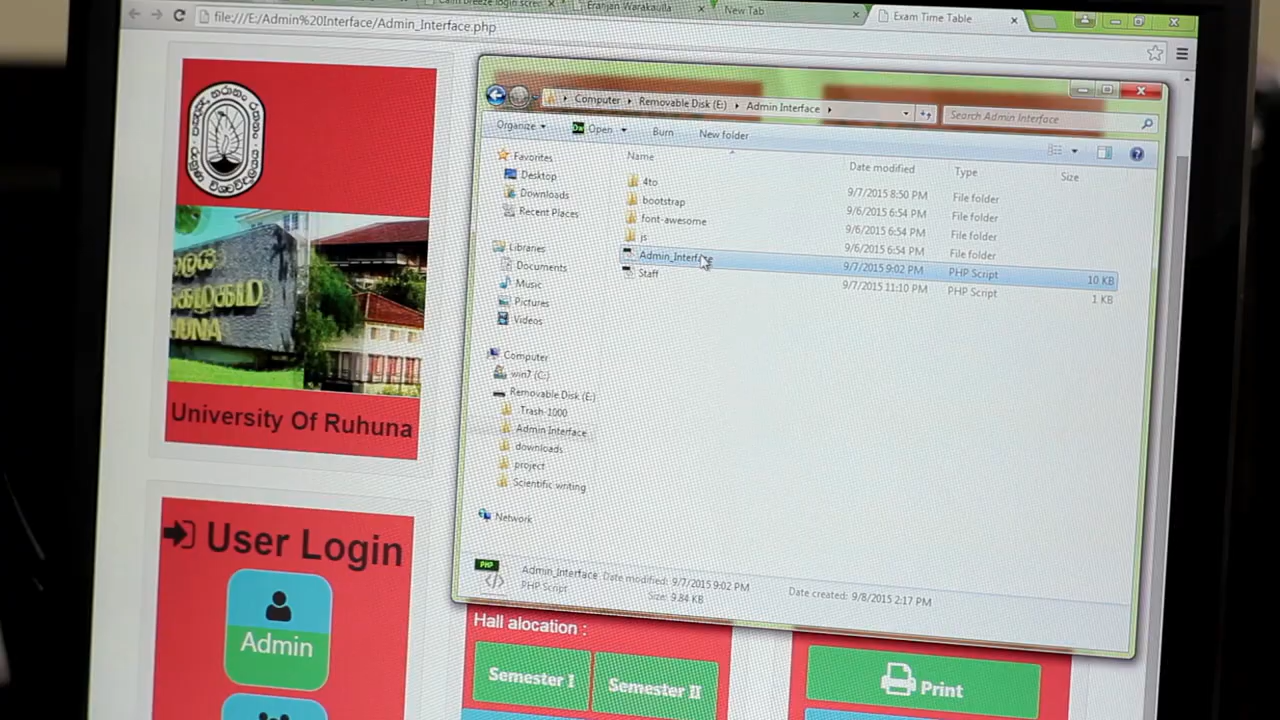 Eranjan Warakaulla
New Tab
Exam Time Table
file:///E:/Admin%20Interface/Admin_Interface.php
Computer
Removable Disk (E:)
Admin Interface
Search Admin Interface
Organize
Open
Burn
New folder
Favorites
Desktop
Downloads
Recent Places
Libraries
Documents
Music
Pictures
Videos
Computer
win7 (C:)
Removable Disk (E:)
.Trash-1000
Admin Interface
downloads
project
Scientific writing
Network
Name Date modified Type Size
4to 9/7/2015 8:50 PM File folder
bootstrap 9/6/2015 6:54 PM File folder
font-awesome 9/6/2015 6:54 PM File folder
js 9/6/2015 6:54 PM File folder
Admin_Interface 9/7/2015 9:02 PM PHP Script 10 KB
Staff 9/7/2015 11:10 PM PHP Script 1 KB
PHP
Admin_Interface Date modified: 9/7/2015 9:02 PM Date created: 9/8/2015 2:17 PM
PHP Script Size: 9.84 KB
HUNA
University Of Ruhuna
User Login
Admin
Hall alocation :
Semester I
Semester II
Print